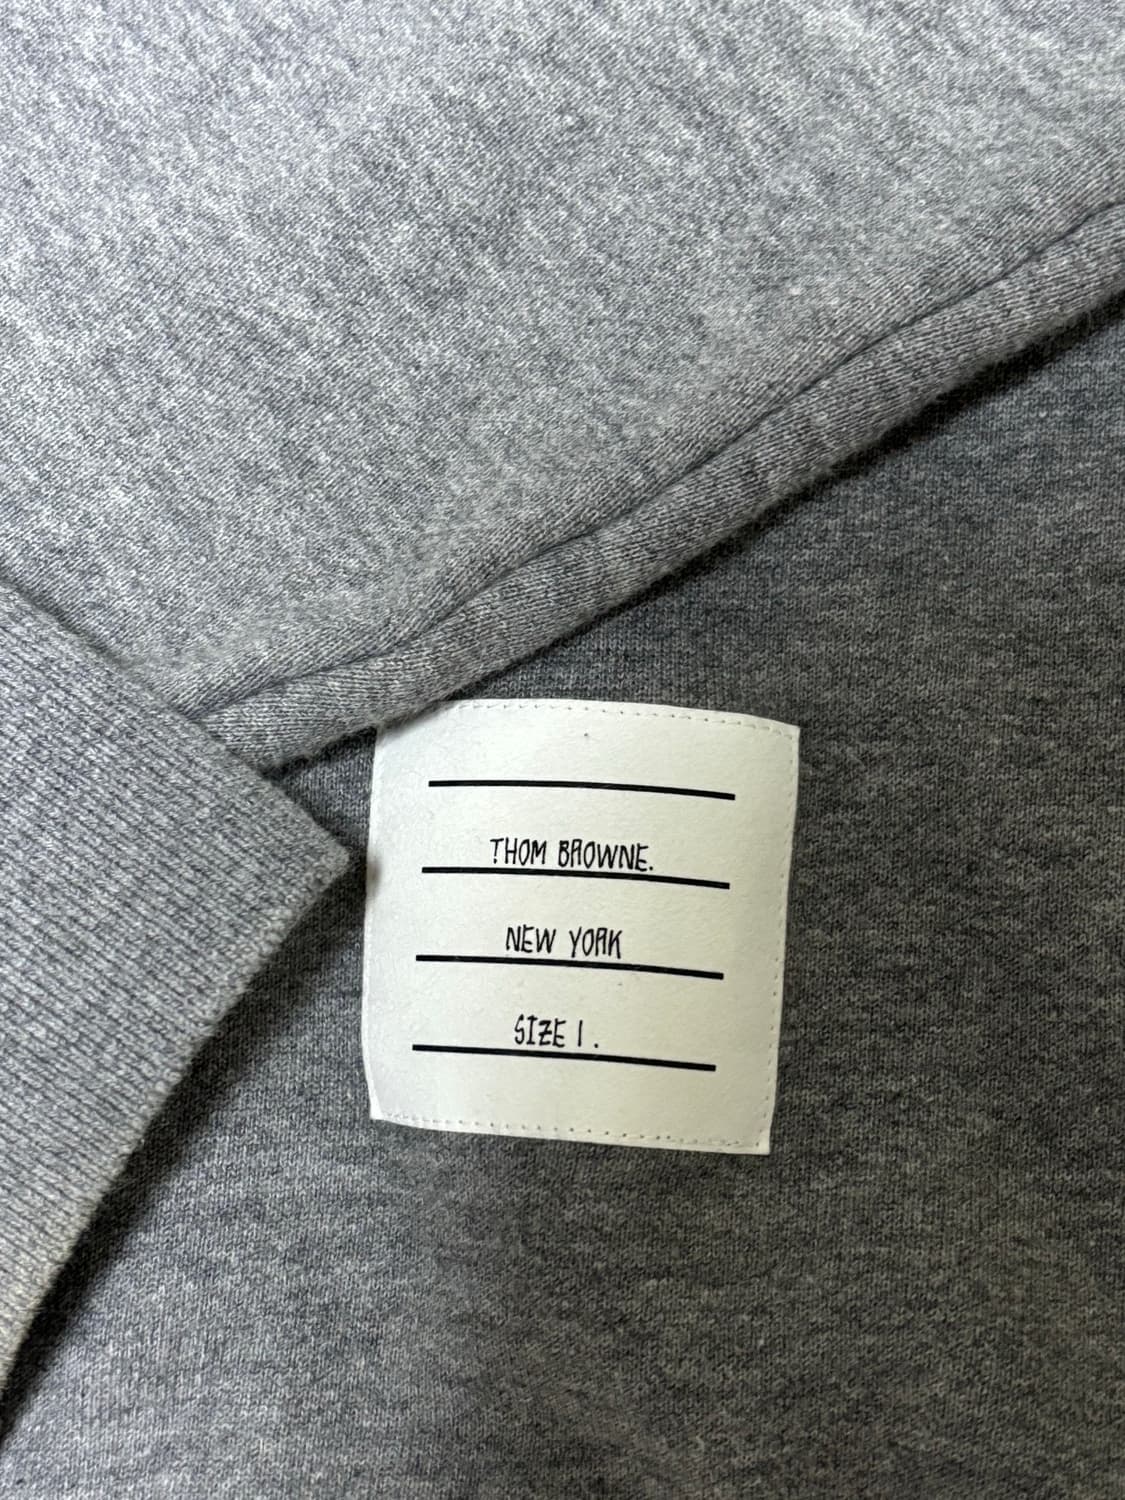 THOM BROWNE.
NEW YORK
SIZE 1.